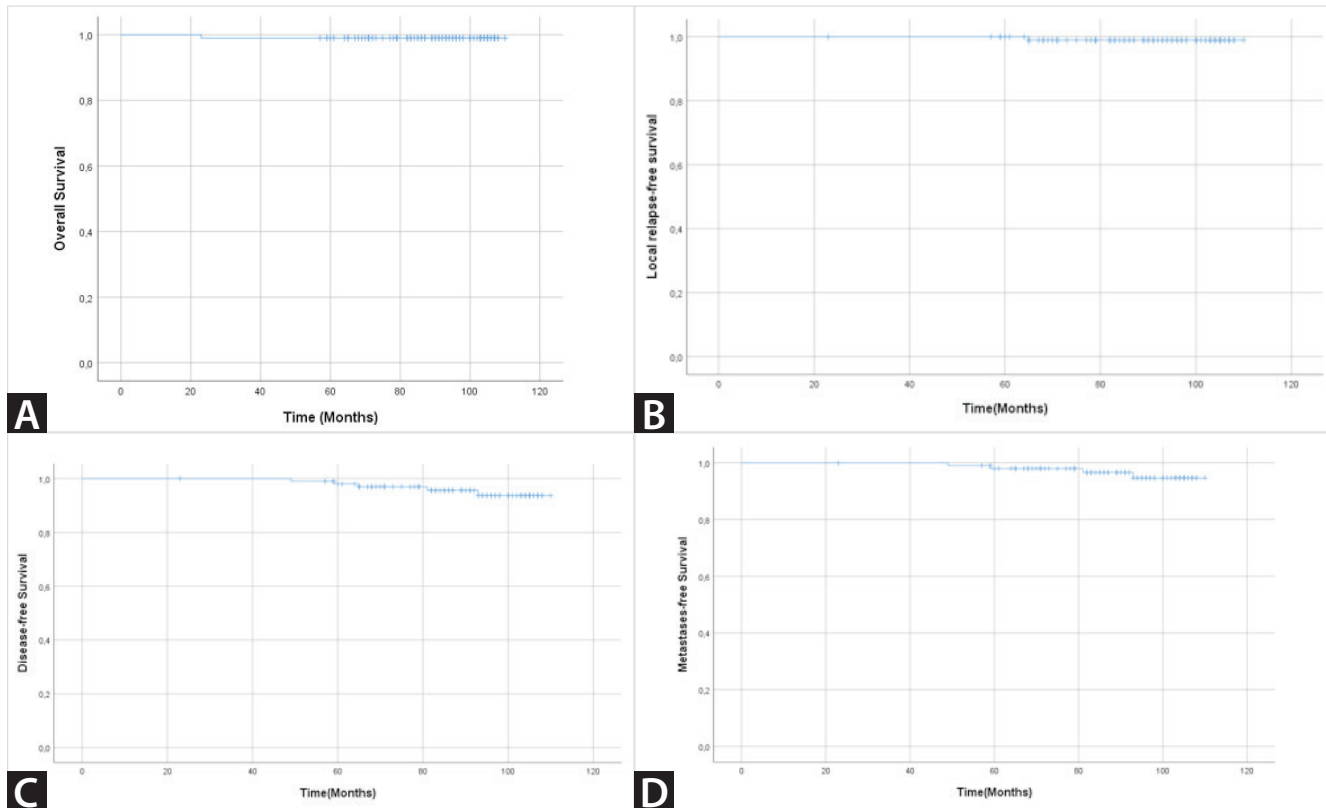 1,0
0,8
0,6
0,4
0,2
0,0
Overall Survival
0 20 40 60 80 100 120
Time (Months)
A
1,0
0,8
0,6
0,4
0,2
0,0
Local relapse-free survival
0 20 40 60 80 100 120
Time(Months)
B
1,0
0,8
0,6
0,4
0,2
0,0
Disease-free Survival
0 20 40 60 80 100 120
Time(Months)
C
1,0
0,8
0,6
0,4
0,2
0,0
Metastases-free Survival
0 20 40 60 80 100 120
Time(Months)
D